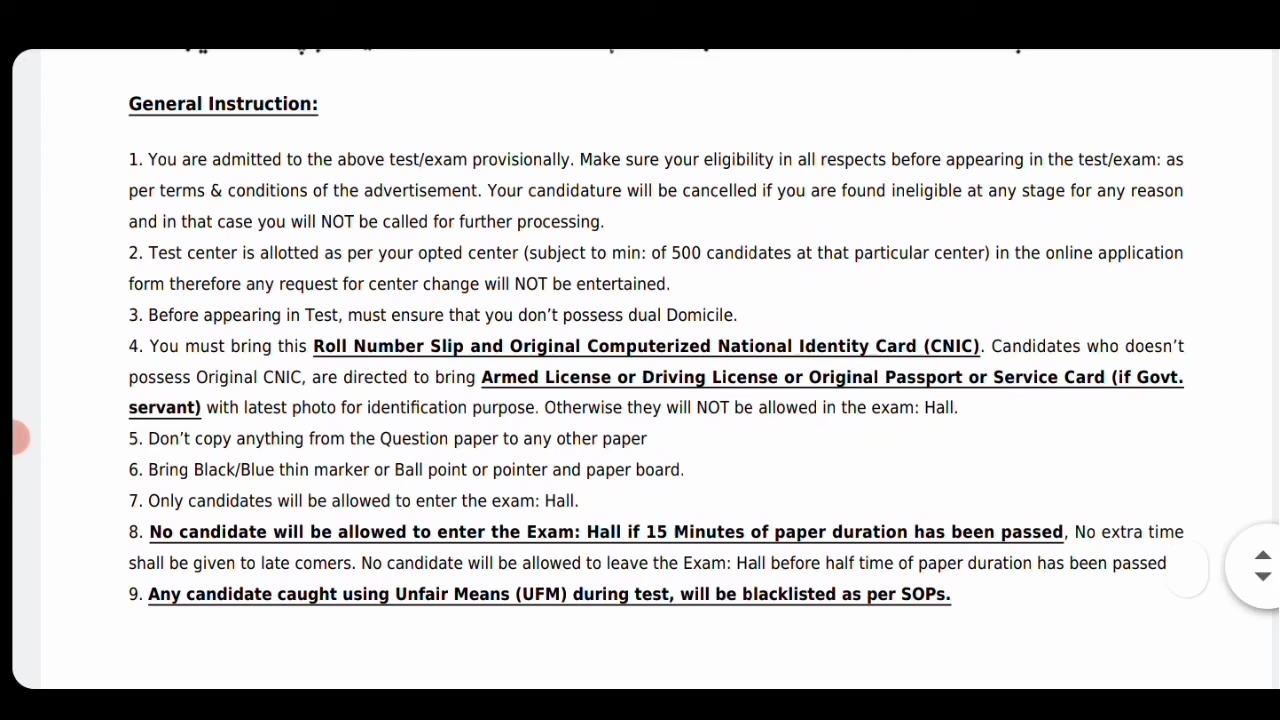 General Instruction:
1. You are admitted to the above test/exam provisionally. Make sure your eligibility in all respects before appearing in the test/exam: as
per terms & conditions of the advertisement. Your candidature will be cancelled if you are found ineligible at any stage for any reason
and in that case you will NOT be called for further processing.
2. Test center is allotted as per your opted center (subject to min: of 500 candidates at that particular center) in the online application
form therefore any request for center change will NOT be entertained.
3. Before appearing in Test, must ensure that you don’t possess dual Domicile.
4. You must bring this Roll Number Slip and Original Computerized National Identity Card (CNIC). Candidates who doesn’t
possess Original CNIC, are directed to bring Armed License or Driving License or Original Passport or Service Card (if Govt.
servant) with latest photo for identification purpose. Otherwise they will NOT be allowed in the exam: Hall.
5. Don’t copy anything from the Question paper to any other paper
6. Bring Black/Blue thin marker or Ball point or pointer and paper board.
7. Only candidates will be allowed to enter the exam: Hall.
8. No candidate will be allowed to enter the Exam: Hall if 15 Minutes of paper duration has been passed, No extra time
shall be given to late comers. No candidate will be allowed to leave the Exam: Hall before half time of paper duration has been passed
9. Any candidate caught using Unfair Means (UFM) during test, will be blacklisted as per SOPs.